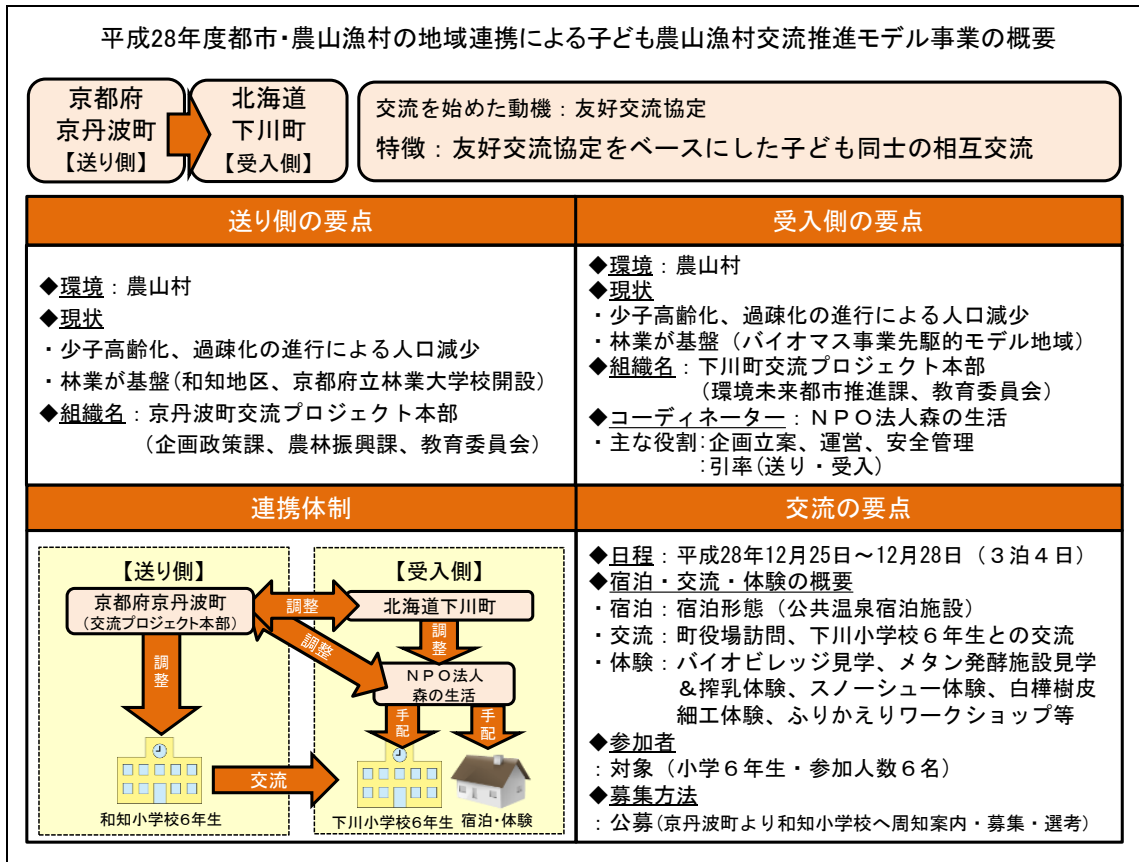 平成28年度都市・農山漁村の地域連携による子ども農山漁村交流推進モデル事業の概要
京都府
京丹波町
【送り側】
北海道
下川町
【受入側】
交流を始めた動機：友好交流協定
特徴：友好交流協定をベースにした子ども同士の相互交流
送り側の要点
◆環境：農山村
◆現状
・少子高齢化、過疎化の進行による人口減少
・林業が基盤(和知地区、京都府立林業大学校開設)
◆組織名：京丹波町交流プロジェクト本部
(企画政策課、農林振興課、教育委員会)
受入側の要点
◆環境：農山村
◆現状
・少子高齢化、過疎化の進行による人口減少
・林業が基盤（バイオマス事業先駆的モデル地域）
◆組織名：下川町交流プロジェクト本部
(環境未来都市推進課、教育委員会)
◆コーディネーター：ＮＰＯ法人森の生活
・主な役割:企画立案、運営、安全管理
:引率(送り・受入)
連携体制
【送り側】
京都府京丹波町
(交流プロジェクト本部)
調整
和知小学校6年生
調整
調整
交流
【受入側】
北海道下川町
調整
ＮＰＯ法人
森の生活
手配
手配
下川小学校6年生
宿泊・体験
交流の要点
◆日程：平成28年12月25日～12月28日（３泊４日）
◆宿泊・交流・体験の概要
・宿泊：宿泊形態（公共温泉宿泊施設）
・交流：町役場訪問、下川小学校６年生との交流
・体験：バイオビレッジ見学、メタン発酵施設見学
＆搾乳体験、スノーシュー体験、白樺樹皮
細工体験、ふりかえりワークショップ等
◆参加者
：対象（小学６年生・参加人数６名）
◆募集方法
：公募(京丹波町より和知小学校へ周知案内・募集・選考)